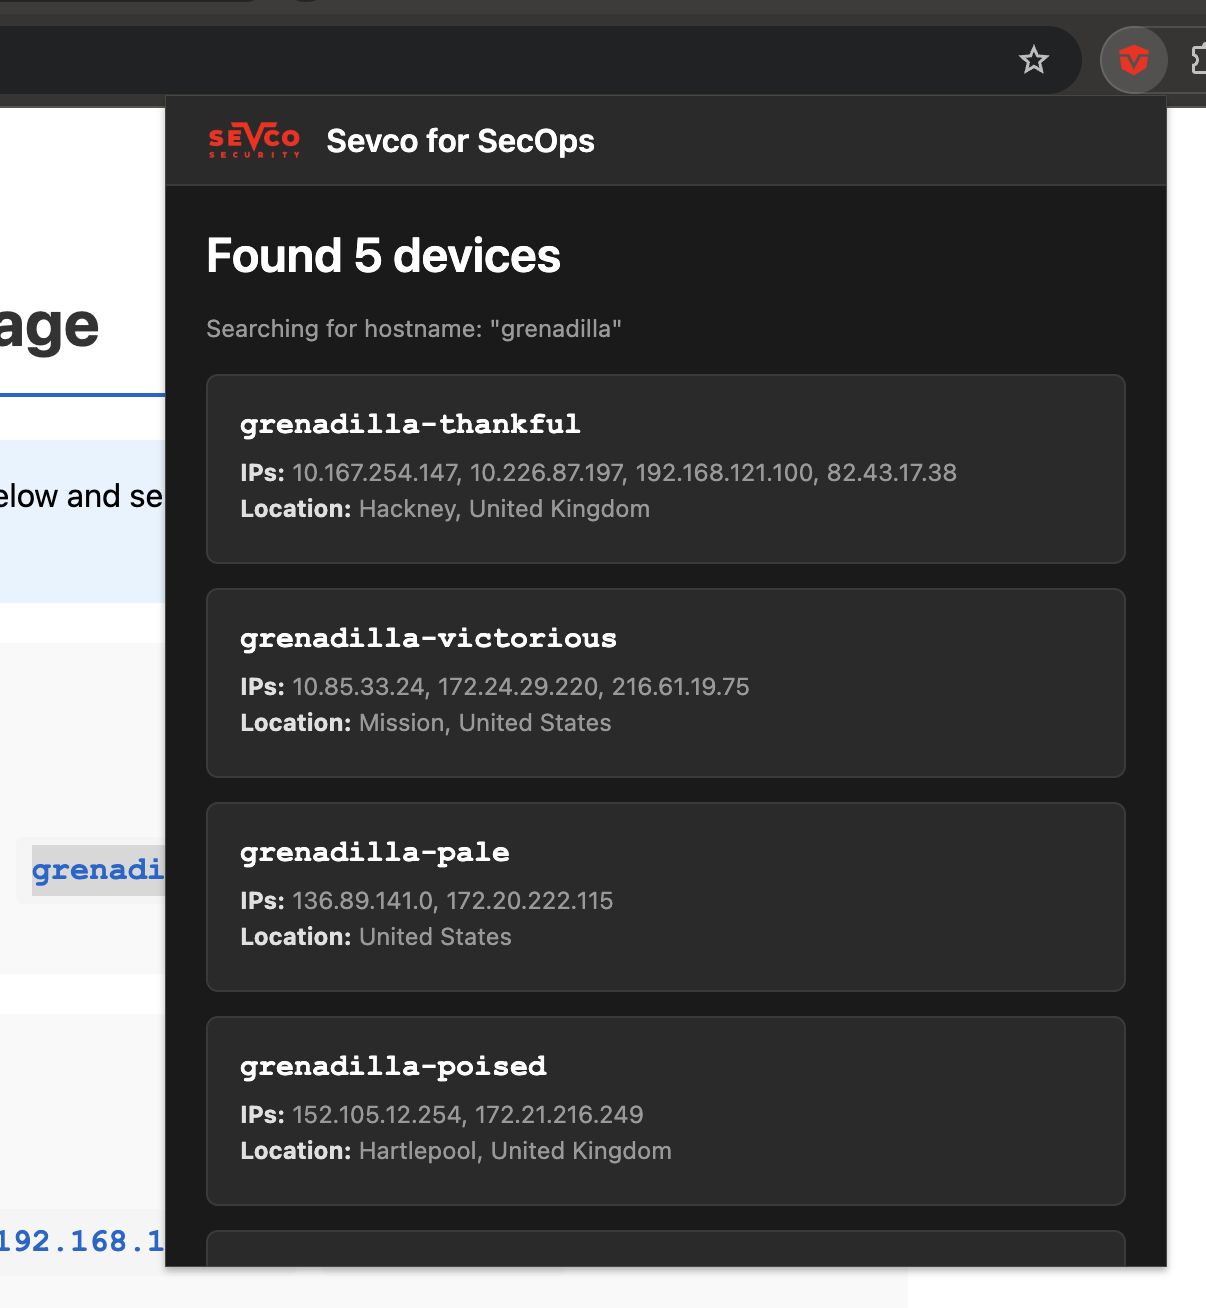 SEVCO
SECURITY
Sevco for SecOps
Found 5 devices
Searching for hostname: "grenadilla"
grenadilla-thankful
IPs: 10.167.254.147, 10.226.87.197, 192.168.121.100, 82.43.17.38
Location: Hackney, United Kingdom
grenadilla-victorious
IPs: 10.85.33.24, 172.24.29.220, 216.61.19.75
Location: Mission, United States
grenadilla-pale
IPs: 136.89.141.0, 172.20.222.115
Location: United States
grenadilla-poised
IPs: 152.105.12.254, 172.21.216.249
Location: Hartlepool, United Kingdom
age
elow and se
grenadi
192.168.1